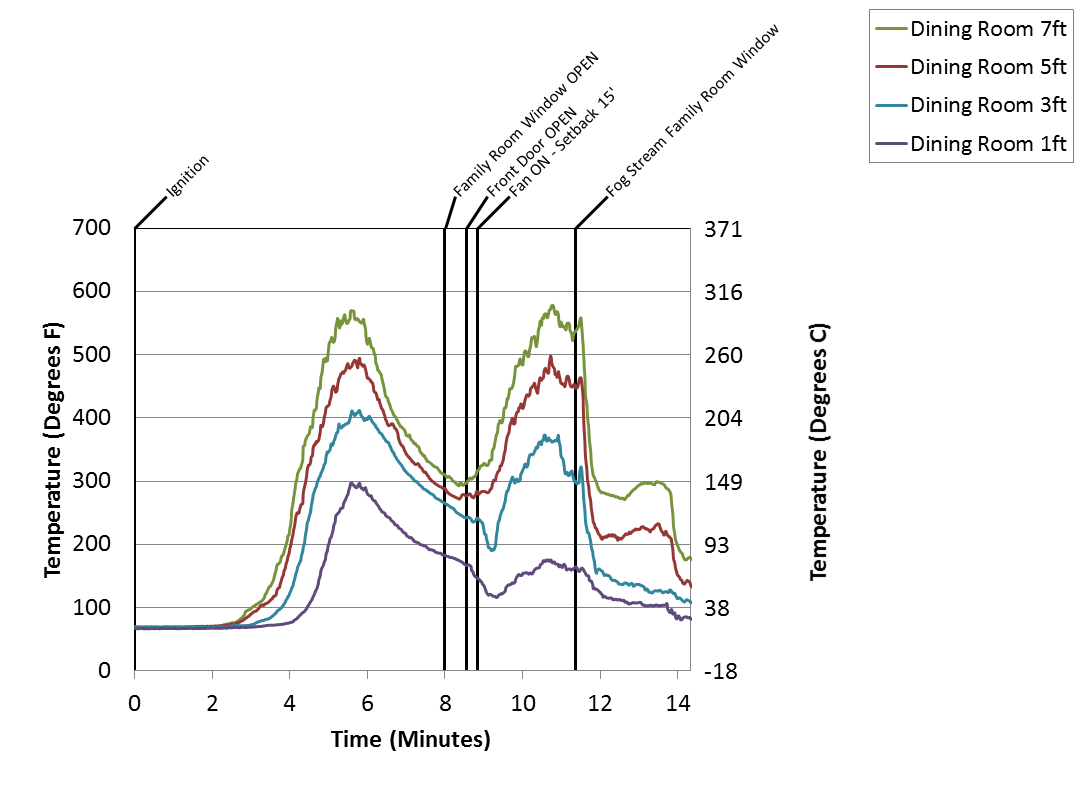 Dining Room 7ft
Dining Room 5ft
Dining Room 3ft
Dining Room 1ft
Ignition
Family Room Window OPEN
Front Door OPEN
Fan ON - Setback 15'
Fog Stream Family Room Window
700
600
500
400
300
200
100
0
Temperature (Degrees F)
371
316
260
204
149
93
38
-18
Temperature (Degrees C)
0 2 4 6 8 10 12 14
Time (Minutes)